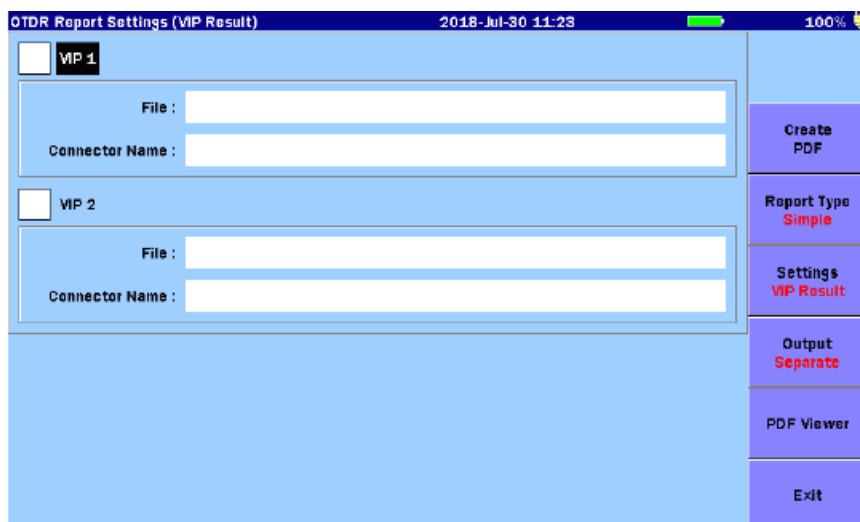 OTDR Report Settings (VIP Result) 2018-Jul-30 11:23 100%
VIP 1
File :
Connector Name :
VIP 2
File :
Connector Name :
Create
PDF
Report Type
Simple
Settings
VIP Result
Output
Separate
PDF Viewer
Exit